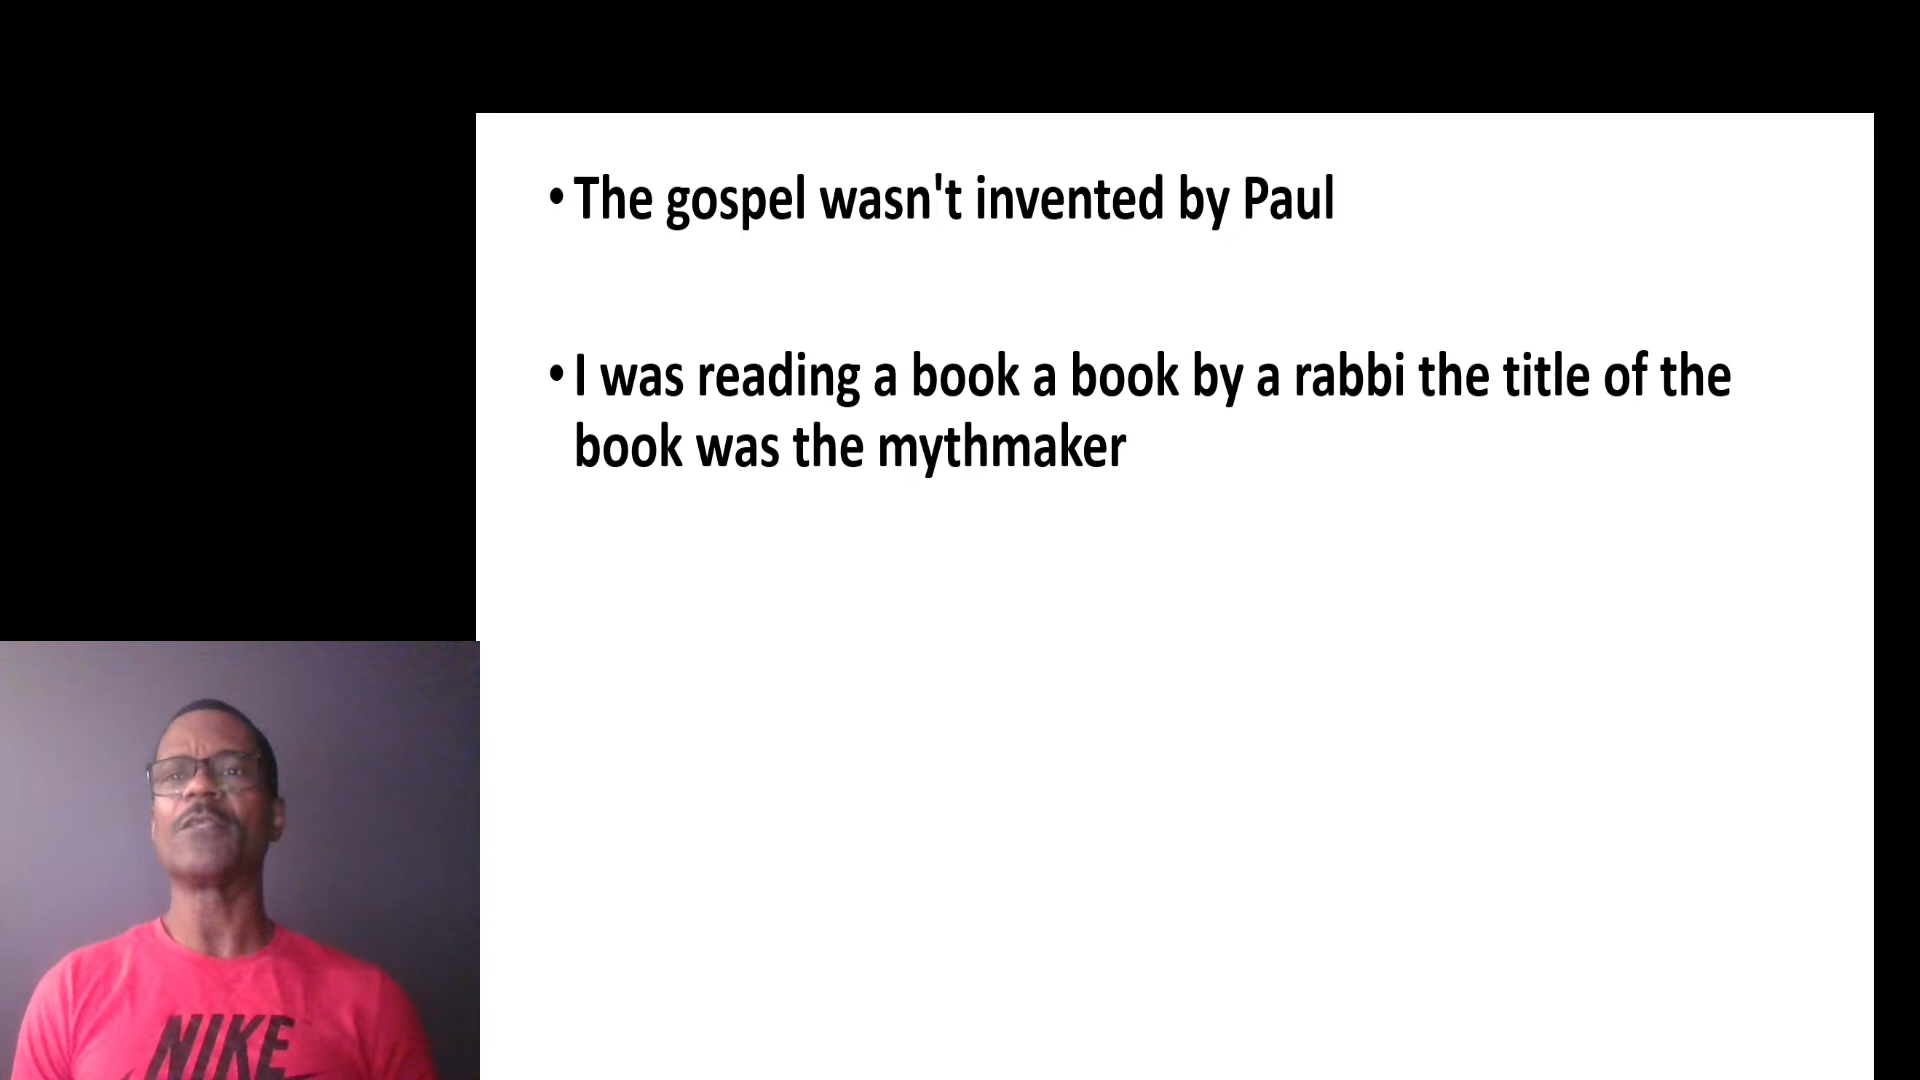 • The gospel wasn't invented by Paul
• I was reading a book a book by a rabbi the title of the
book was the mythmaker
NIKE